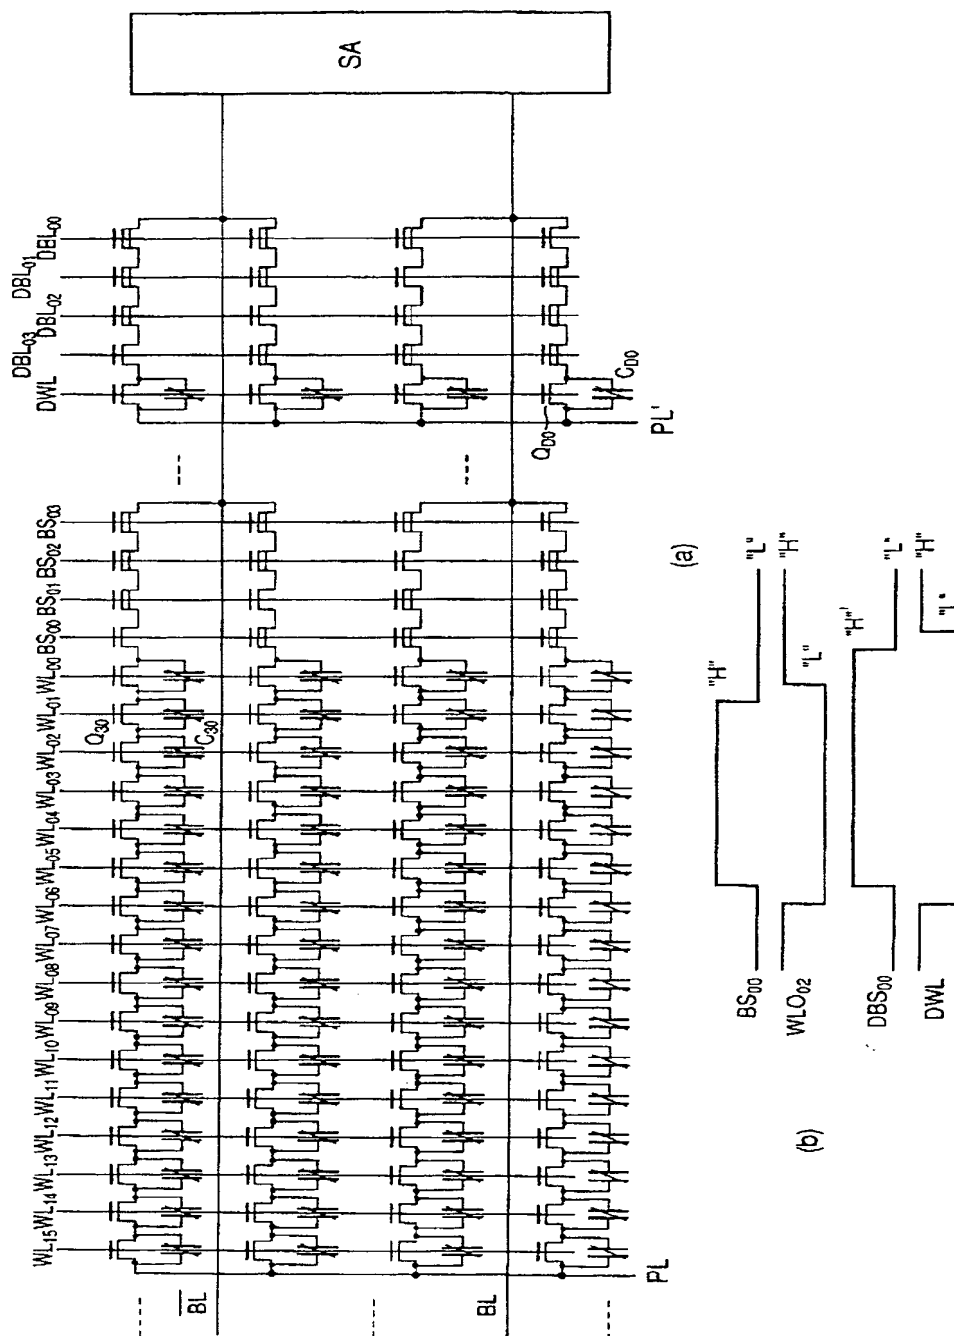 SA
DBL00
DBL01
DBL02
DBL03
DWL
CD0
QD0
PL'
BS00
BS02
BS01
BS00
WL00
WL01
WL02
WL03
WL04
WL05
WL06
WL07
WL08
WL09
WL10
WL11
WL12
WL13
WL14
WL15
Q30
C30
BL
BL
PL
(a)
BS00
"H"
"L"
WLO02
"L"
"H"
DBS00
"H"'
"L"
DWL
"L"
"H"
(b)